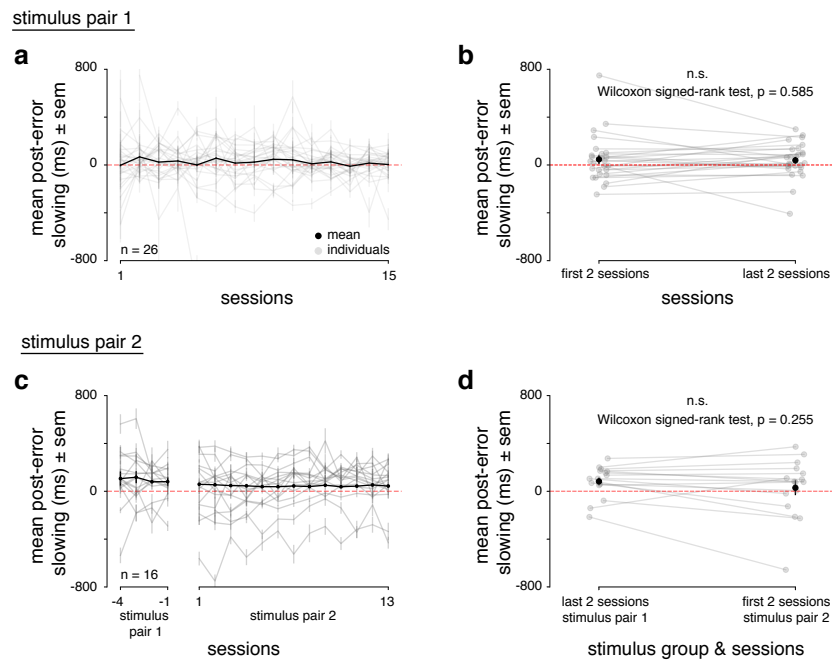 stimulus pair 1
a
800
0
-800
mean post-error
slowing (ms) ± sem
n = 26
mean
individuals
1
15
sessions
b
n.s.
Wilcoxon signed-rank test, p = 0.585
800
0
-800
mean post-error
slowing (ms) ± sem
first 2 sessions
last 2 sessions
sessions
stimulus pair 2
c
800
0
-800
mean post-error
slowing (ms) ± sem
n = 16
-4
-1
1
13
stimulus
pair 1
stimulus pair 2
sessions
d
n.s.
Wilcoxon signed-rank test, p = 0.255
800
0
-800
mean post-error
slowing (ms) ± sem
last 2 sessions
stimulus pair 1
first 2 sessions
stimulus pair 2
stimulus group & sessions